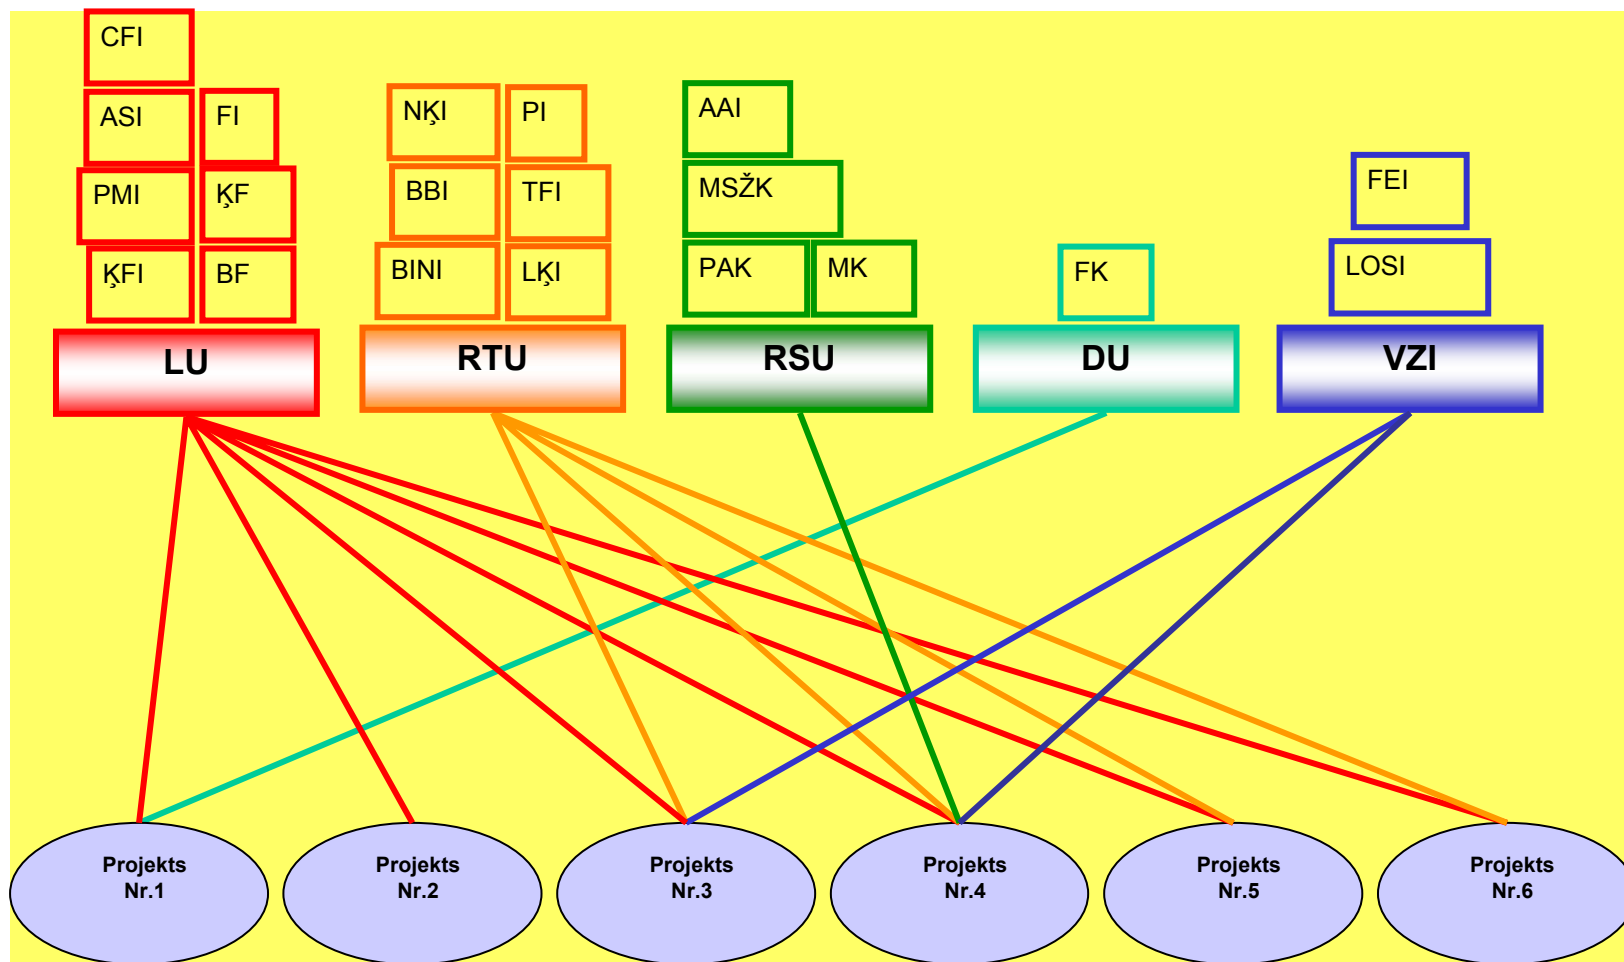 CFI
ASI
FI
PMI
ĶF
ĶFI
BF
LU
NĶI
PI
BBI
TFI
BINI
LĶI
RTU
AAI
MSŽK
PAK
MK
RSU
FK
DU
FEI
LOSI
VZI
Projekts
Nr.1
Projekts
Nr.2
Projekts
Nr.3
Projekts
Nr.4
Projekts
Nr.5
Projekts
Nr.6